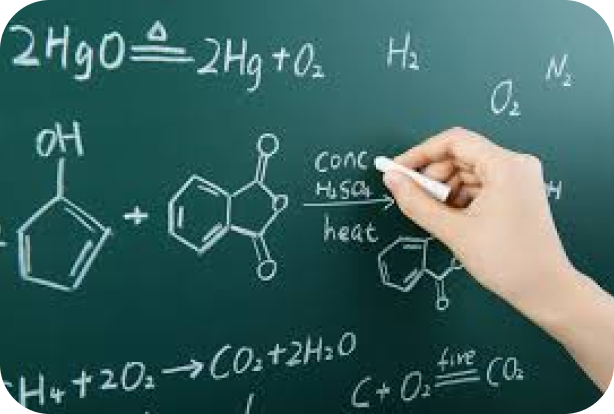 2HgO ≜ 2Hg + O₂
H₂
N₂
O₂
OH
+
O
O
O
conc
H₂SO₄
heat
H
O
O
H₄ + 2O₂ → CO₂ + 2H₂O
C + O₂ fire = CO₂